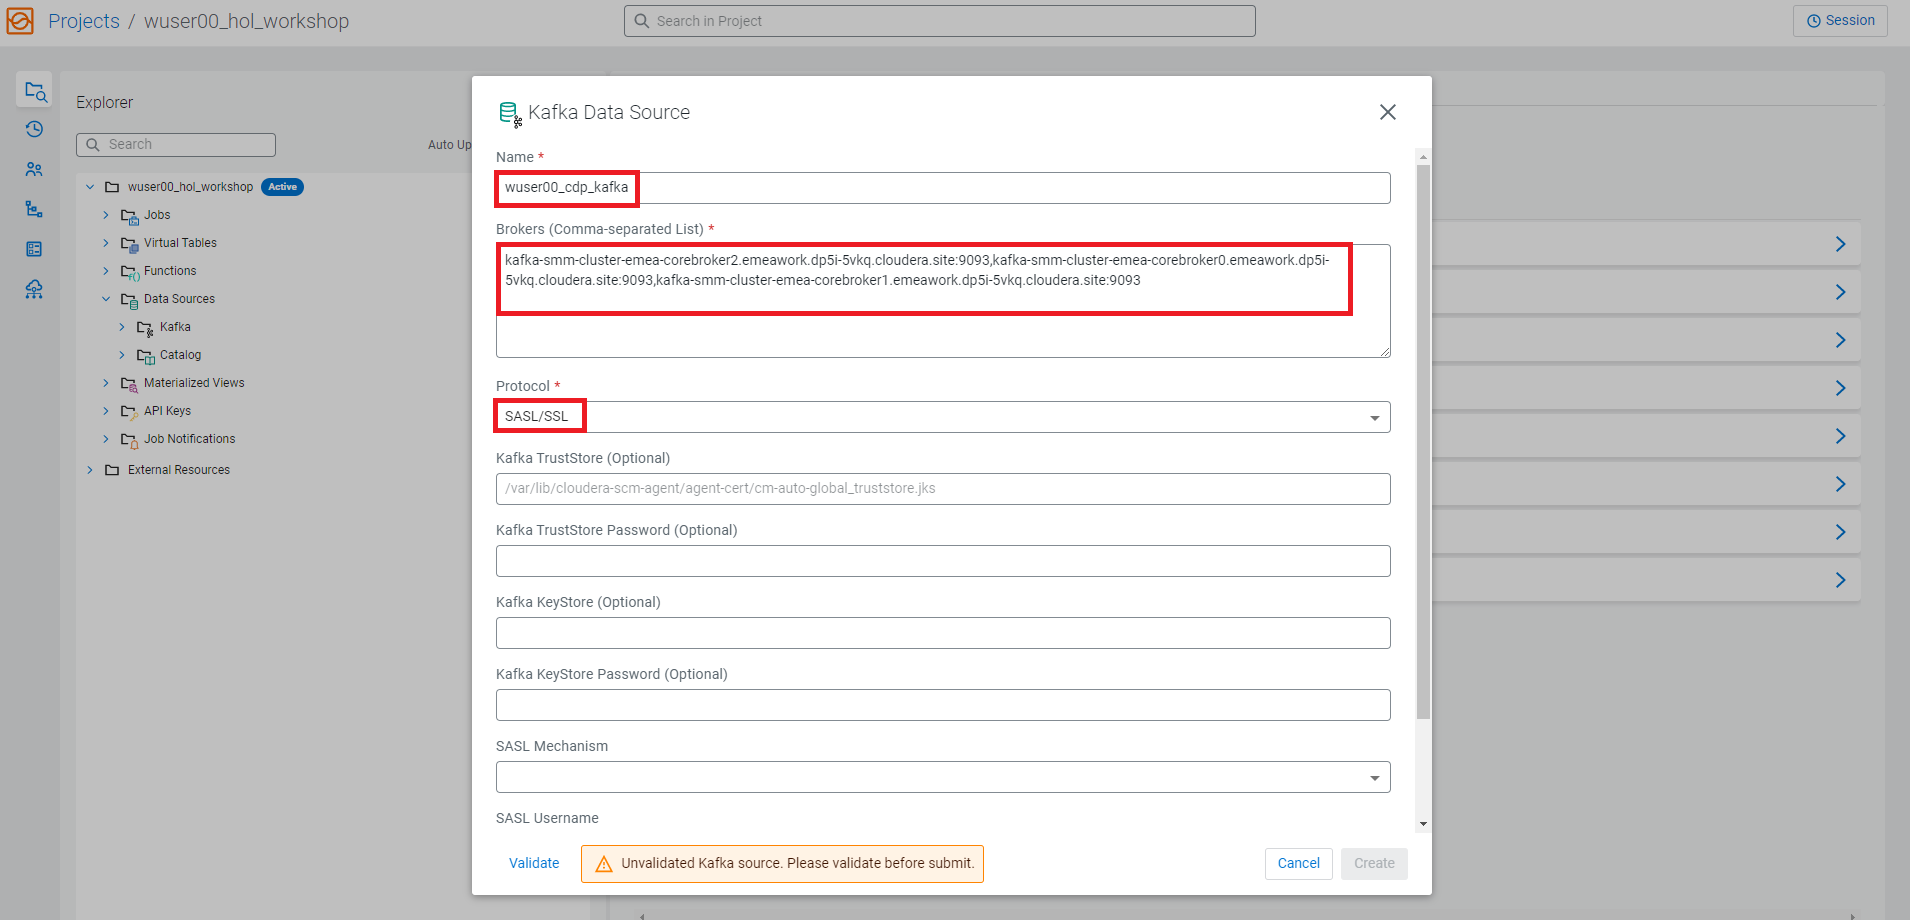 Projects / wuser00_hol_workshop
Search in Project
Session
Explorer
Search
Auto Up
wuser00_hol_workshop Active
Jobs
Virtual Tables
Functions
Data Sources
Kafka
Catalog
Materialized Views
API Keys
Job Notifications
External Resources
Kafka Data Source
Name *
wuser00_cdp_kafka
Brokers (Comma-separated List) *
kafka-smm-cluster-emea-corebroker2.emeawork.dp5i-5vkq.cloudera.site:9093,kafka-smm-cluster-emea-corebroker0.emeawork.dp5i-
5vkq.cloudera.site:9093,kafka-smm-cluster-emea-corebroker1.emeawork.dp5i-5vkq.cloudera.site:9093
Protocol *
SASL/SSL
Kafka TrustStore (Optional)
/var/lib/cloudera-scm-agent/agent-cert/cm-auto-global_truststore.jks
Kafka TrustStore Password (Optional)
Kafka KeyStore (Optional)
Kafka KeyStore Password (Optional)
SASL Mechanism
SASL Username
Validate
Unvalidated Kafka source. Please validate before submit.
Cancel
Create